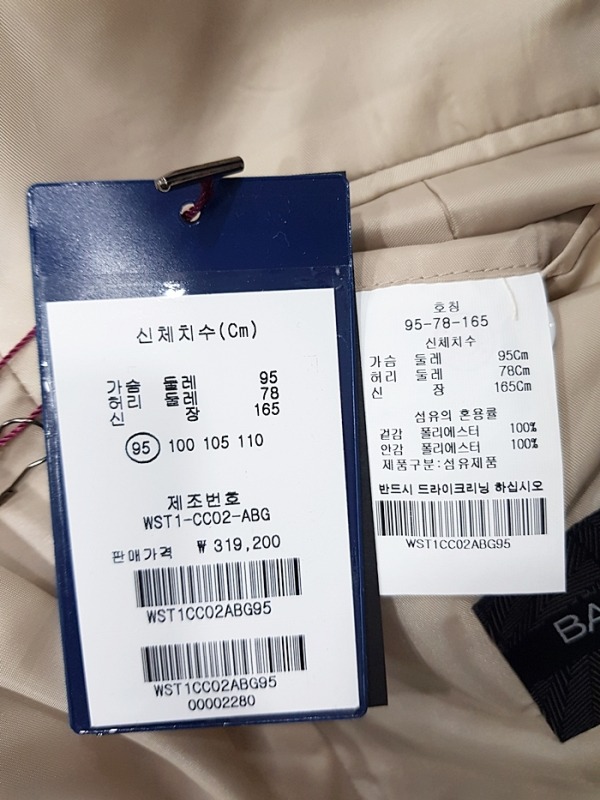 신체치수(Cm)
가슴 둘레 95
허리 둘레 78
신 장 165
95 100 105 110
제조번호
WST1-CC02-ABG
판매가격 ₩ 319,200
WST1CC02ABG95
WST1CC02ABG95
00002280
호칭
95-78-165
신체치수
가슴 둘레 95Cm
허리 둘레 78Cm
신 장 165Cm
섬유의 혼용률
겉감 폴리에스터 100%
안감 폴리에스터 100%
제품구분:섬유제품
반드시 드라이크리닝 하십시오
WST1CC02ABG95
BA